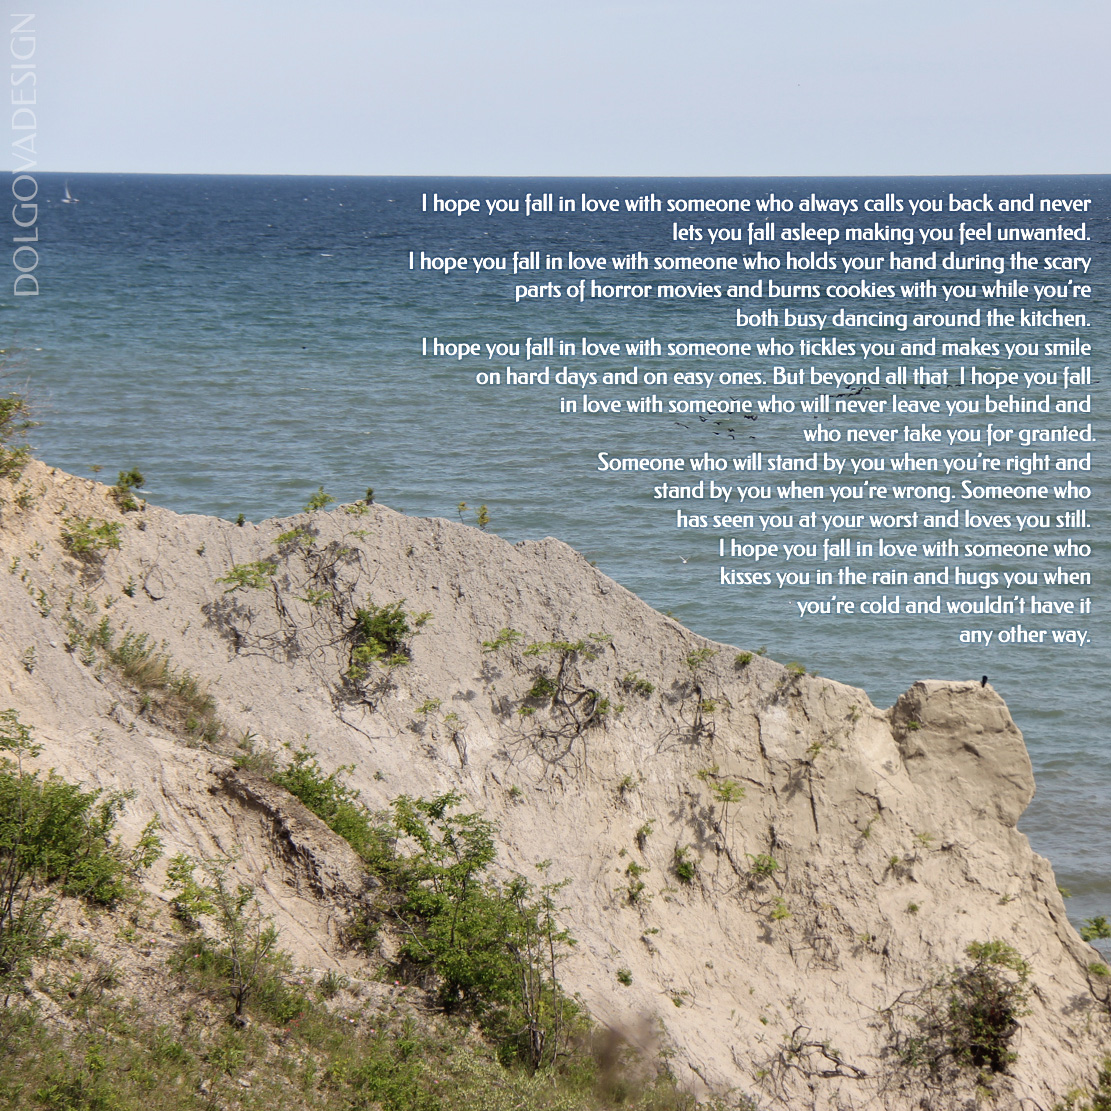 DOLGOVADESIGN
I hope you fall in love with someone who always calls you back and never
lets you fall asleep making you feel unwanted.
I hope you fall in love with someone who holds your hand during the scary
parts of horror movies and burns cookies with you while you're
both busy dancing around the kitchen.
I hope you fall in love with someone who tickles you and makes you smile
on hard days and on easy ones. But beyond all that I hope you fall
in love with someone who will never leave you behind and
who never take you for granted.
Someone who will stand by you when you're right and
stand by you when you're wrong. Someone who
has seen you at your worst and loves you still.
I hope you fall in love with someone who
kisses you in the rain and hugs you when
you're cold and wouldn't have it
any other way.